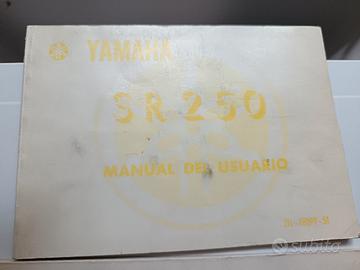 YAMAHA
SR 250
MANUAL DEL USUARIO
subito